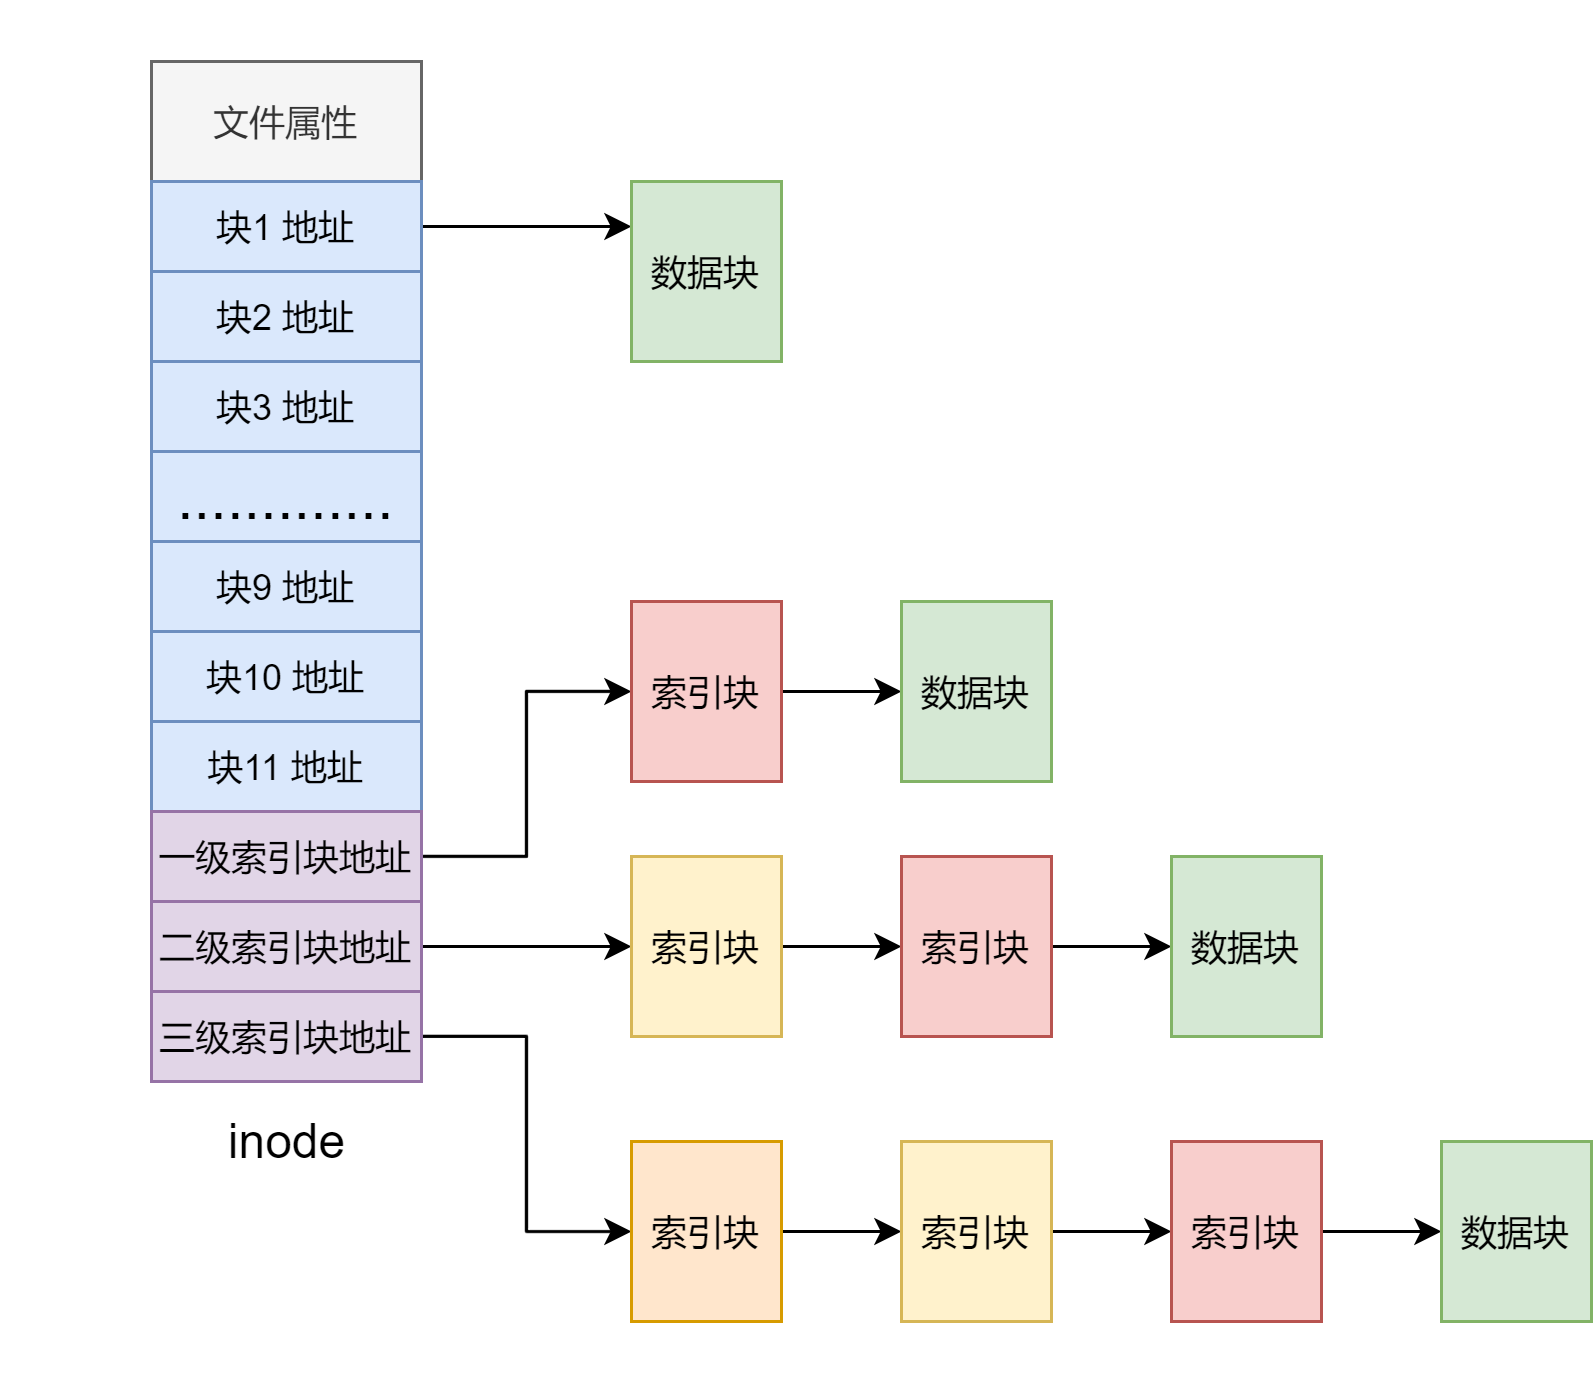 文件属性
块1 地址
数据块
块2 地址
块3 地址
.............
块9 地址
块10 地址
索引块
数据块
块11 地址
一级索引块地址
二级索引块地址
索引块
索引块
数据块
三级索引块地址
inode
索引块
索引块
索引块
数据块